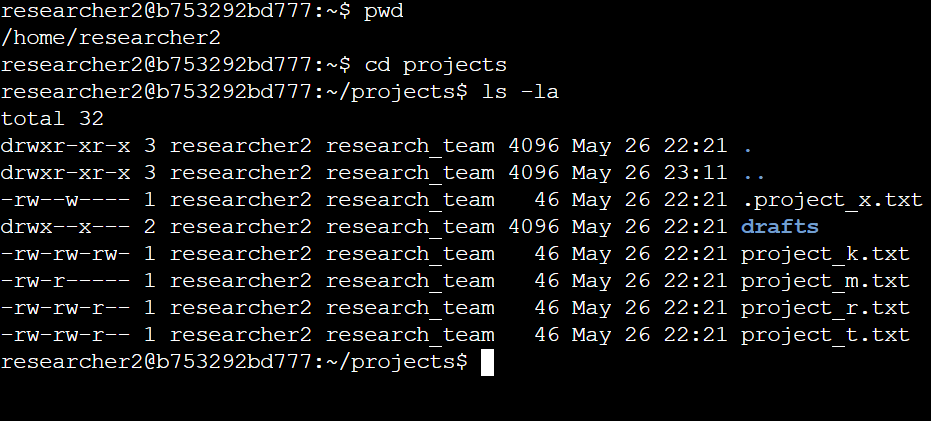 researcher2@b753292bd777:~$ pwd
/home/researcher2
researcher2@b753292bd777:~$ cd projects
researcher2@b753292bd777:~/projects$ ls -la
total 32
drwxr-xr-x 3 researcher2 research_team 4096 May 26 22:21 .
drwxr-xr-x 3 researcher2 research_team 4096 May 26 23:11 ..
-rw--w---- 1 researcher2 research_team   46 May 26 22:21 .project_x.txt
drwx--x--- 2 researcher2 research_team 4096 May 26 22:21 drafts
-rw-rw-rw- 1 researcher2 research_team   46 May 26 22:21 project_k.txt
-rw-r----- 1 researcher2 research_team   46 May 26 22:21 project_m.txt
-rw-rw-r-- 1 researcher2 research_team   46 May 26 22:21 project_r.txt
-rw-rw-r-- 1 researcher2 research_team   46 May 26 22:21 project_t.txt
researcher2@b753292bd777:~/projects$